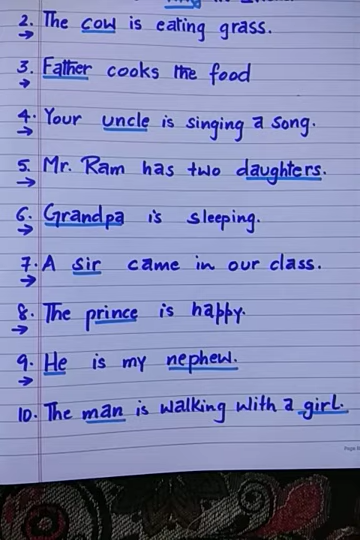 2. The cow is eating grass.
3. Father cooks the food
4. Your uncle is singing a song.
5. Mr. Ram has two daughters.
6. Grandpa is sleeping.
7. A sir came in our class.
8. The prince is happy.
9. He is my nephew.
10. The man is walking with a girl.